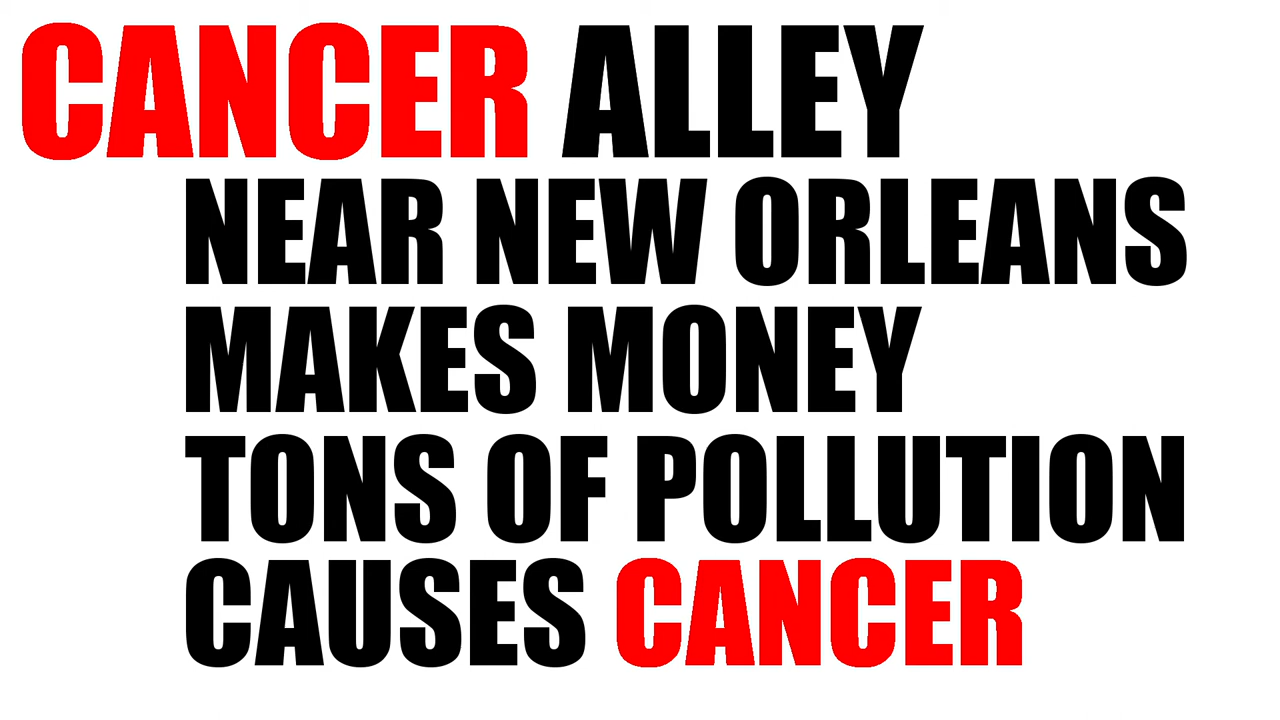 CANCER ALLEY
NEAR NEW ORLEANS
MAKES MONEY
TONS OF POLLUTION
CAUSES CANCER